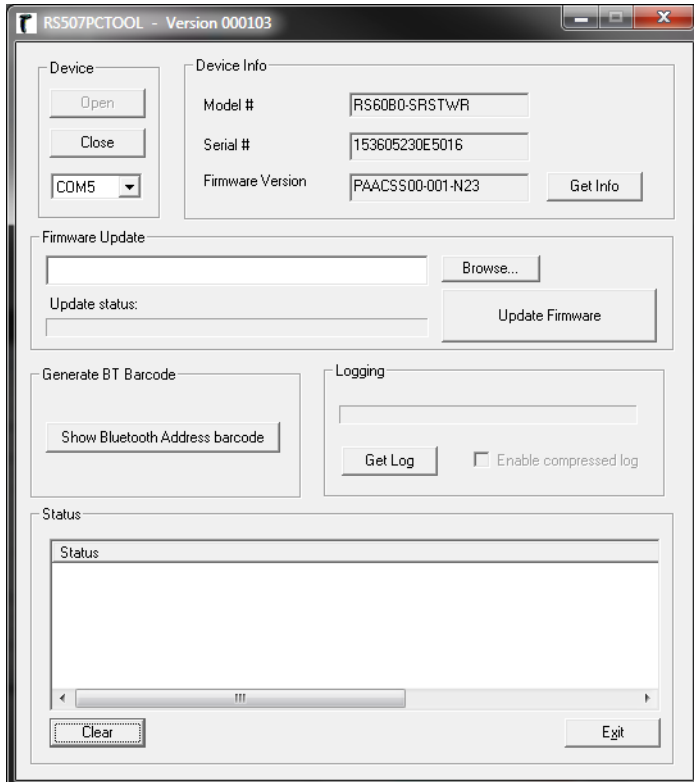 RS507PCTOOL - Version 000103
Device
Open
Close
COM5
Device Info
Model #
RS60B0-SRSTWR
Serial #
153605230E5016
Firmware Version
PAACSS00-001-N23
Get Info
Firmware Update
Browse...
Update status:
Update Firmware
Generate BT Barcode
Show Bluetooth Address barcode
Logging
Get Log
Enable compressed log
Status
Status
Clear
Exit